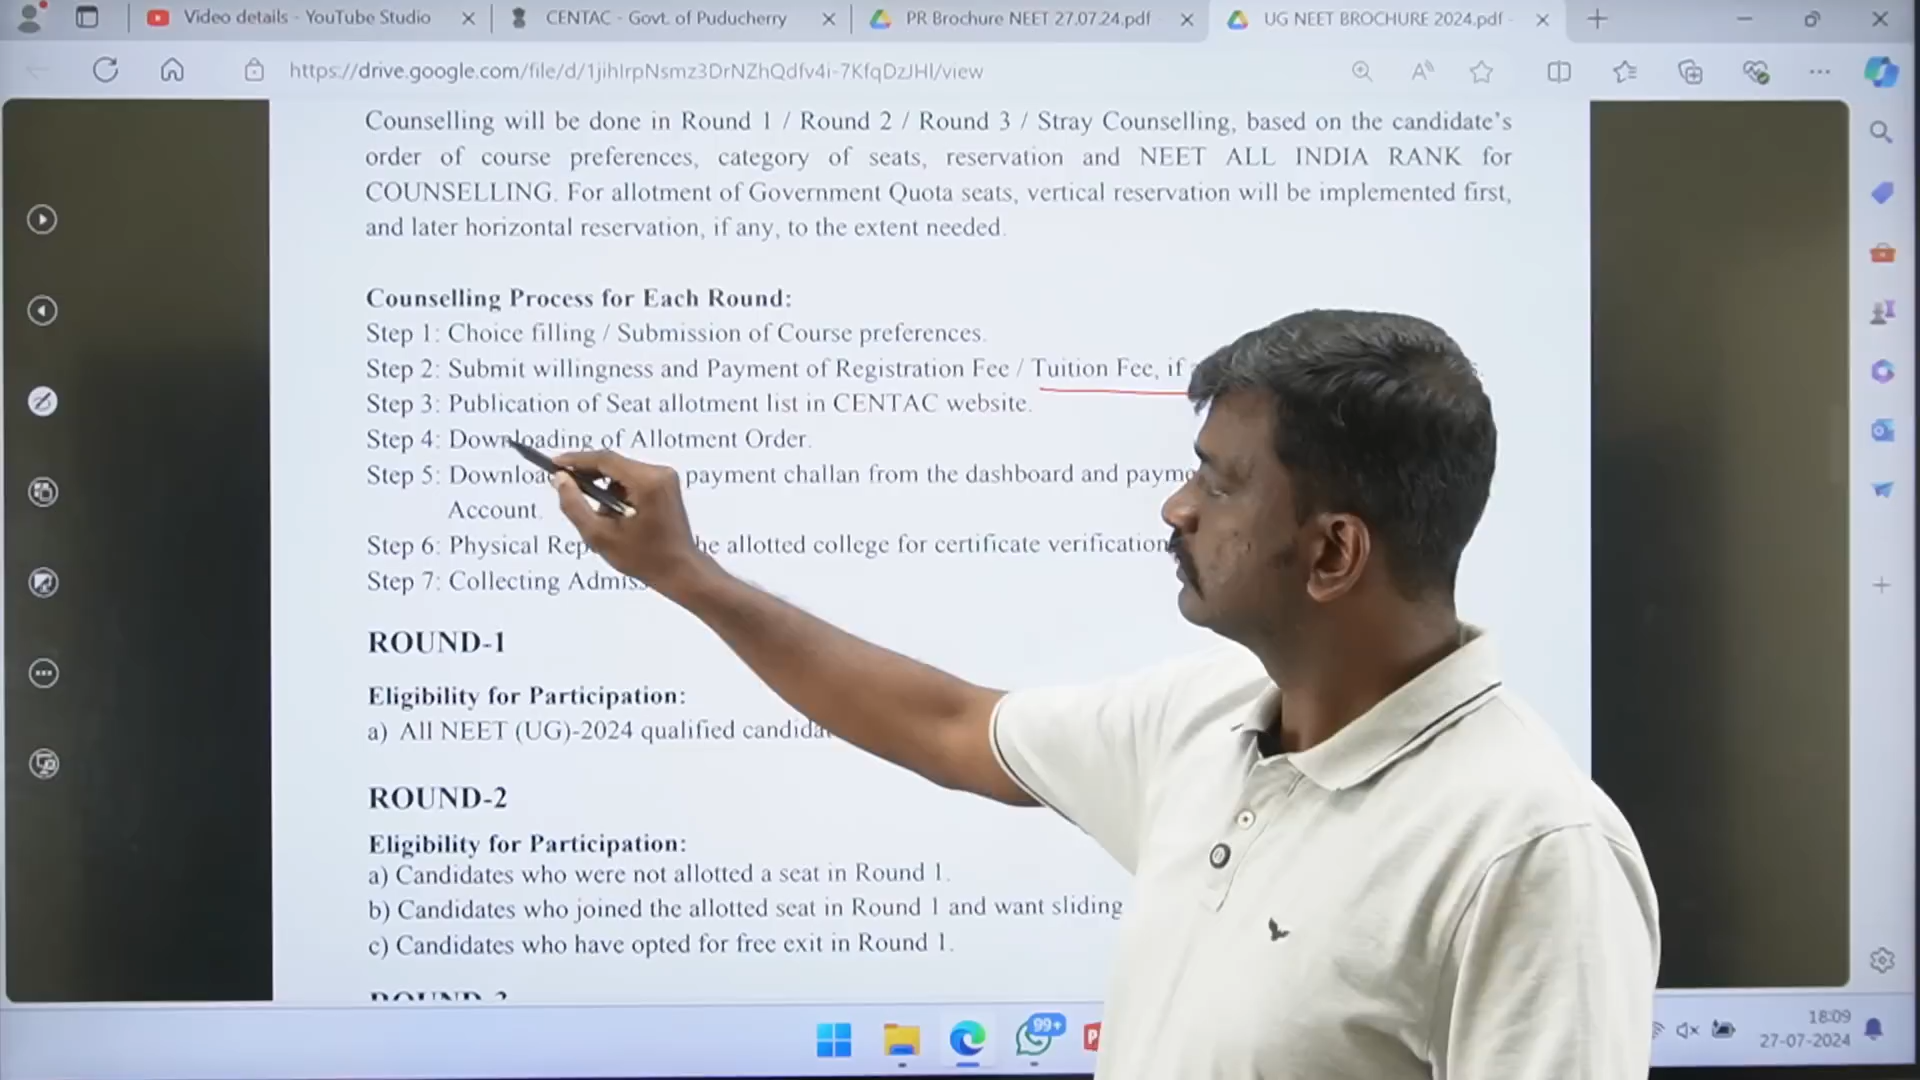 Video details - YouTube Studio
CENTAC - Govt. of Puducherry
PR Brochure NEET 27.07.24.pdf
UG NEET BROCHURE 2024.pdf
https://drive.google.com/file/d/1jihIrpNsmz3DrNZhQdfv4i-7KfqDzJHl/view
Counselling will be done in Round 1 / Round 2 / Round 3 / Stray Counselling, based on the candidate's
order of course preferences, category of seats, reservation and NEET ALL INDIA RANK for
COUNSELLING. For allotment of Government Quota seats, vertical reservation will be implemented first,
and later horizontal reservation, if any, to the extent needed.
Counselling Process for Each Round:
Step 1: Choice filling / Submission of Course preferences.
Step 2: Submit willingness and Payment of Registration Fee / Tuition Fee, if
Step 3: Publication of Seat allotment list in CENTAC website.
Step 4: Downloading of Allotment Order.
Step 5: payment challan from the dashboard and
Account.
Step 6: Physical allotted college for certificate verification
Step 7: Collecting
ROUND-1
Eligibility for Participation:
a) All NEET (UG)-2024 qualified
ROUND-2
Eligibility for Participation:
a) Candidates who were not allotted a seat in Round 1.
b) Candidates who joined the allotted seat in Round 1 and want sliding
c) Candidates who have opted for free exit in Round 1.
99+
18:09
27-07-2024